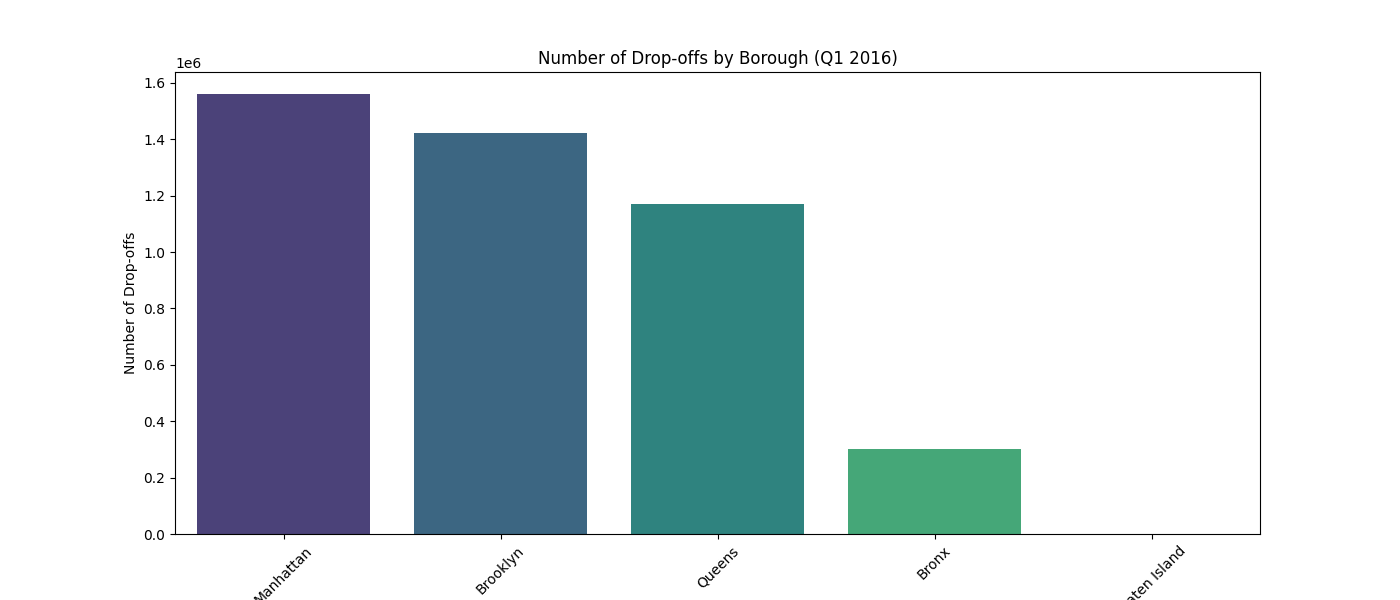 Number of Drop-offs by Borough (Q1 2016)
1e6
1.6
1.4
1.2
1.0
0.8
0.6
0.4
0.2
0.0
Number of Drop-offs
Manhattan
Brooklyn
Queens
Bronx
aten Island